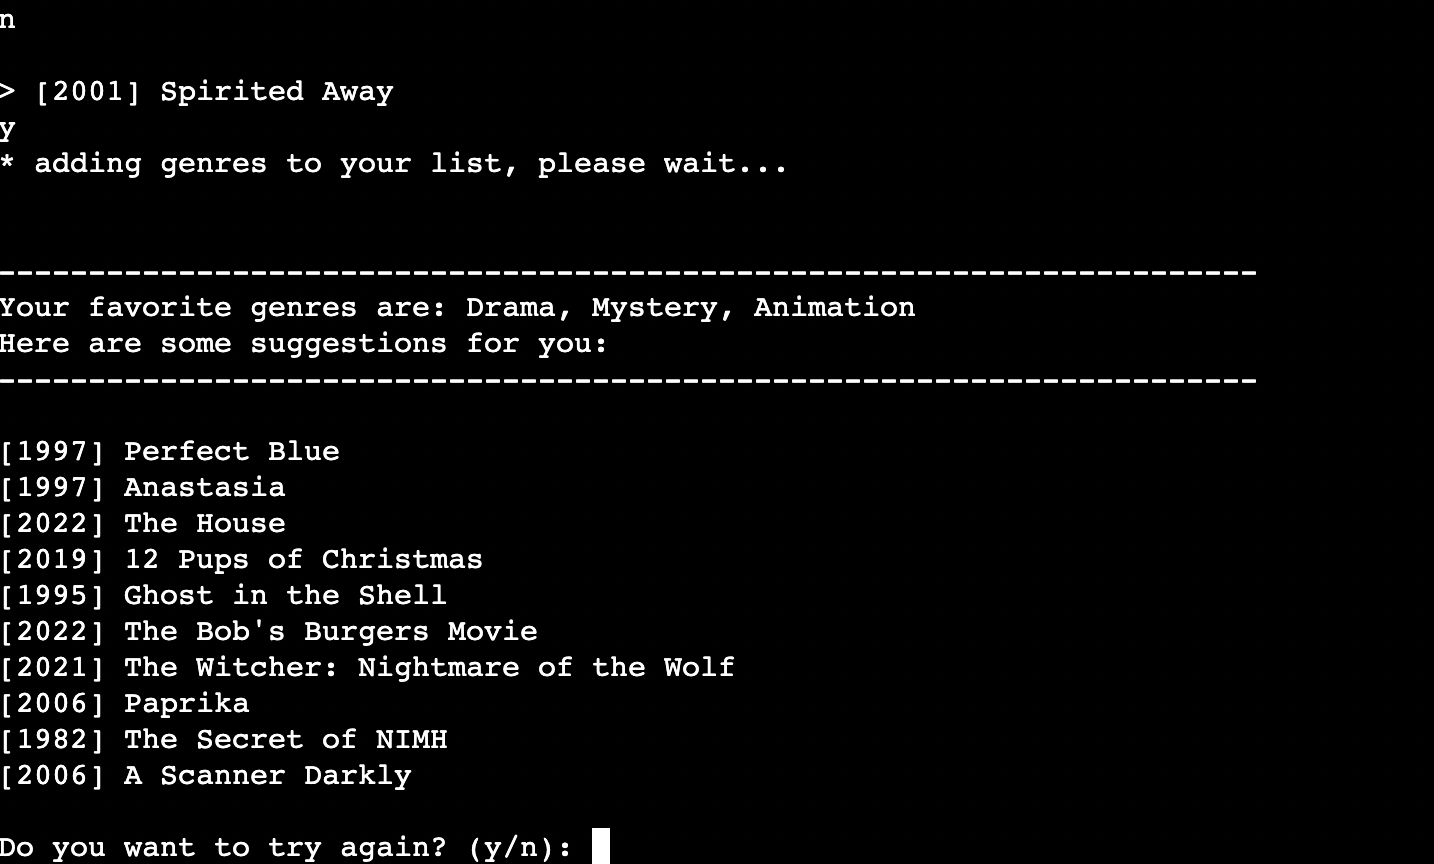 n
> [2001] Spirited Away
y
* adding genres to your list, please wait...
----------------------------------------------------------------------
Your favorite genres are: Drama, Mystery, Animation
Here are some suggestions for you:
----------------------------------------------------------------------
[1997] Perfect Blue
[1997] Anastasia
[2022] The House
[2019] 12 Pups of Christmas
[1995] Ghost in the Shell
[2022] The Bob's Burgers Movie
[2021] The Witcher: Nightmare of the Wolf
[2006] Paprika
[1982] The Secret of NIMH
[2006] A Scanner Darkly
Do you want to try again? (y/n):